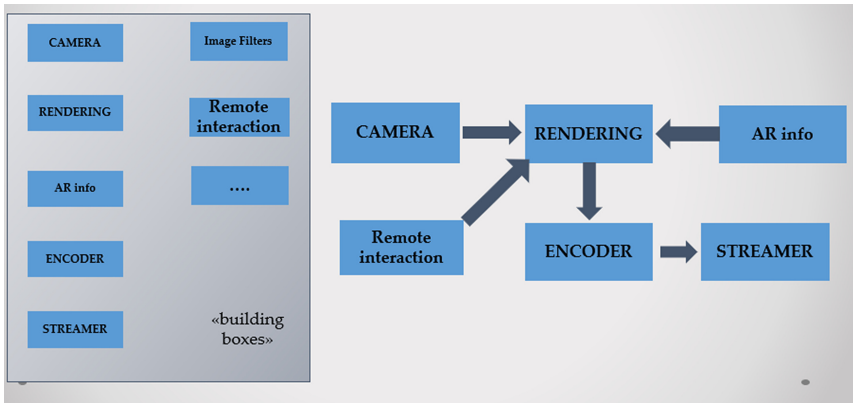 CAMERA
Image Filters
RENDERING
Remote
interaction
AR info
....
ENCODER
STREAMER
«building
boxes»
CAMERA
RENDERING
AR info
Remote
interaction
ENCODER
STREAMER